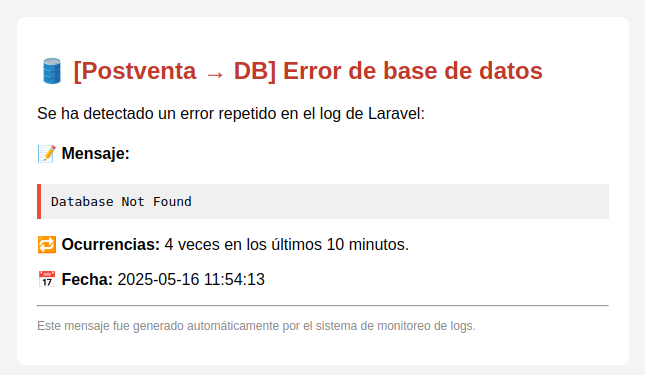 [Postventa → DB] Error de base de datos
Se ha detectado un error repetido en el log de Laravel:
Mensaje:
Database Not Found
Ocurrencias: 4 veces en los últimos 10 minutos.
Fecha: 2025-05-16 11:54:13
Este mensaje fue generado automáticamente por el sistema de monitoreo de logs.